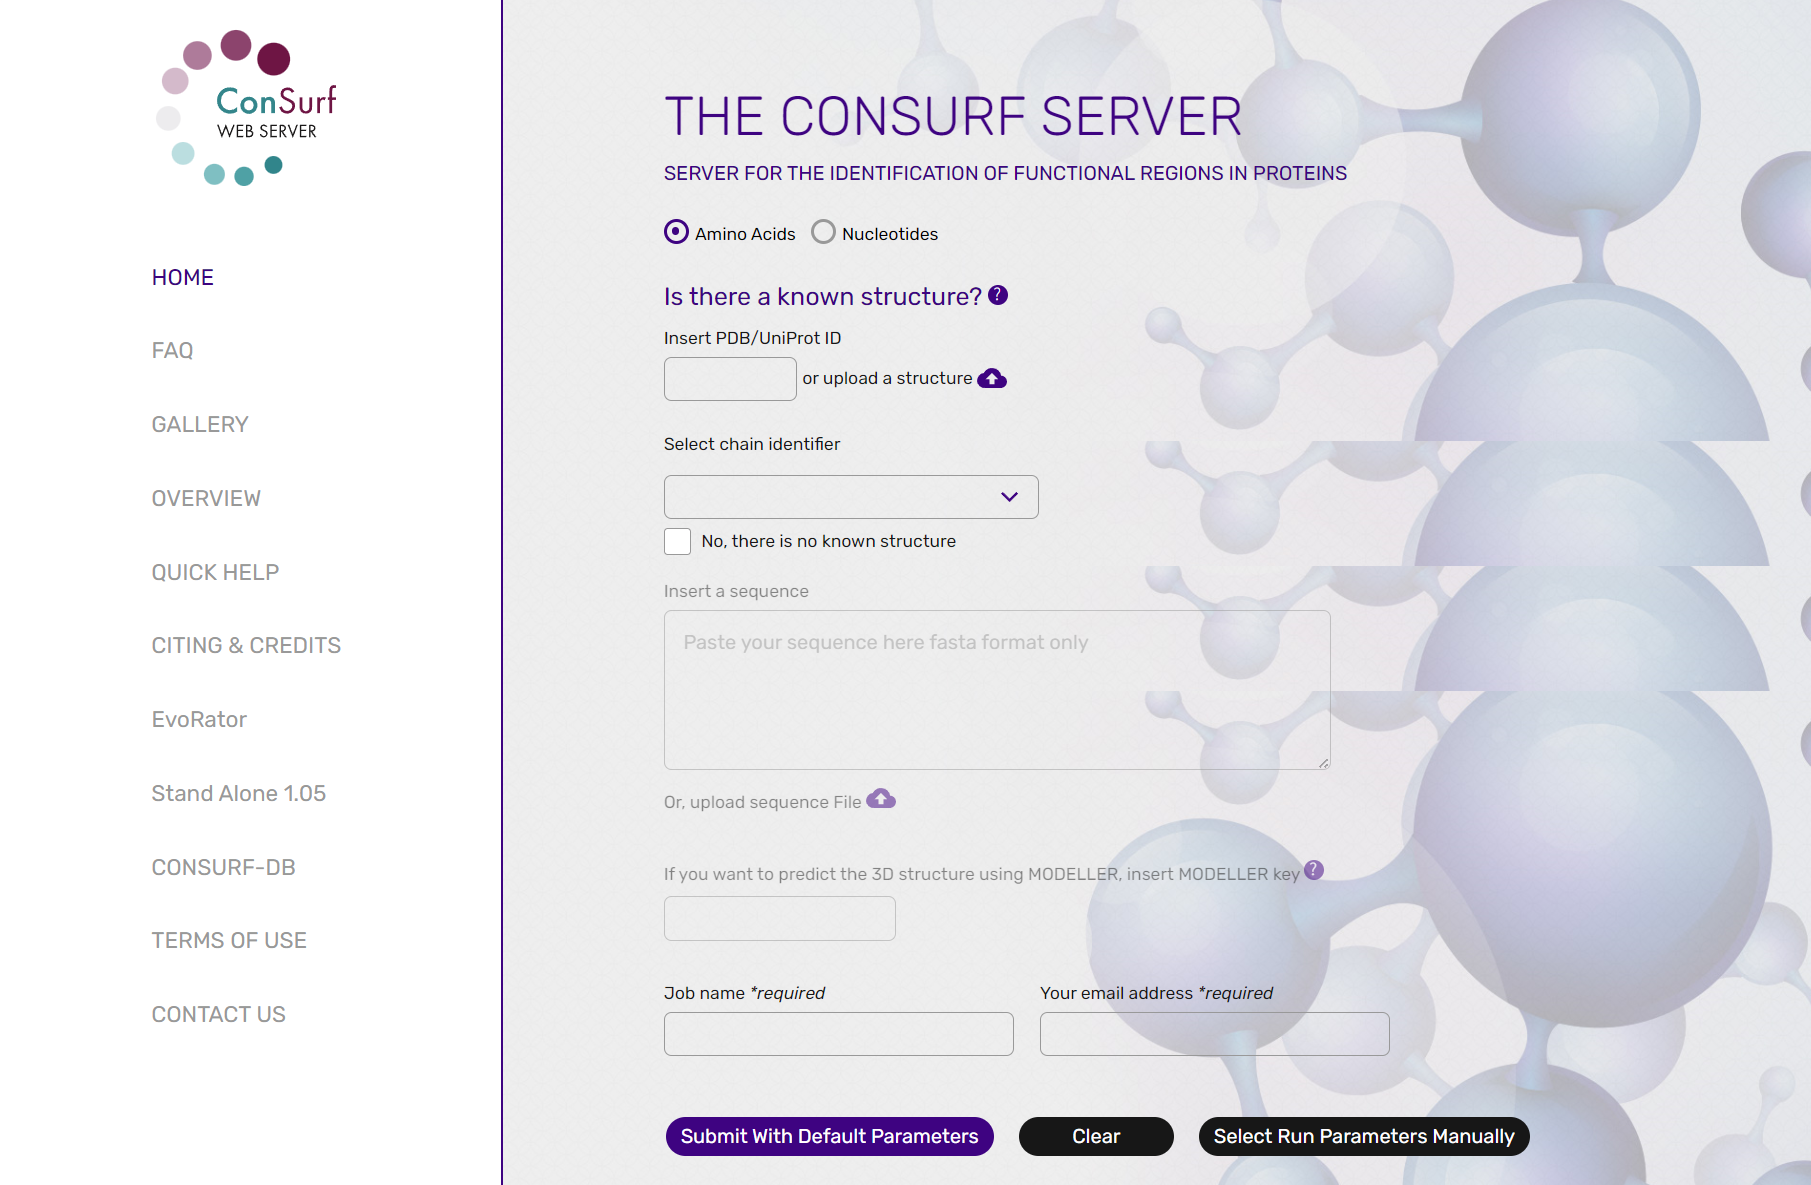 ConSurf
WEB SERVER
HOME
FAQ
GALLERY
OVERVIEW
QUICK HELP
CITING & CREDITS
EvoRator
Stand Alone 1.05
CONSURF-DB
TERMS OF USE
CONTACT US
THE CONSURF SERVER
SERVER FOR THE IDENTIFICATION OF FUNCTIONAL REGIONS IN PROTEINS
Amino Acids Nucleotides
Is there a known structure? ?
Insert PDB/UniProt ID
or upload a structure
Select chain identifier
No, there is no known structure
Insert a sequence
Paste your sequence here fasta format only
Or, upload sequence File
If you want to predict the 3D structure using MODELLER, insert MODELLER key ?
Job name *required Your email address *required
Submit With Default Parameters Clear Select Run Parameters Manually